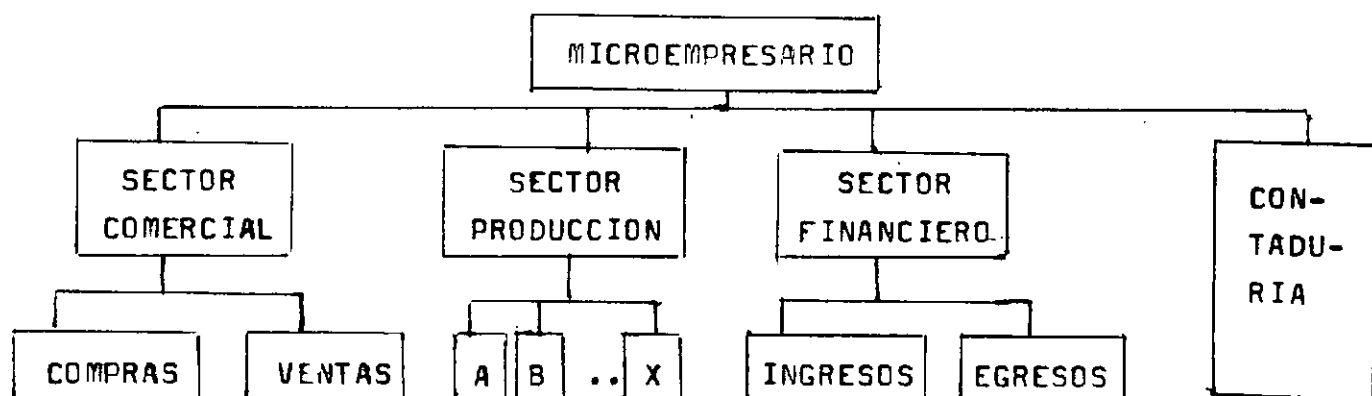 MICROEMPRESARIO
SECTOR
COMERCIAL
SECTOR
PRODUCCION
SECTOR
FINANCIERO
CON-
TADU-
RIA
COMPRAS
VENTAS
A
B
..
X
INGRESOS
EGRESOS